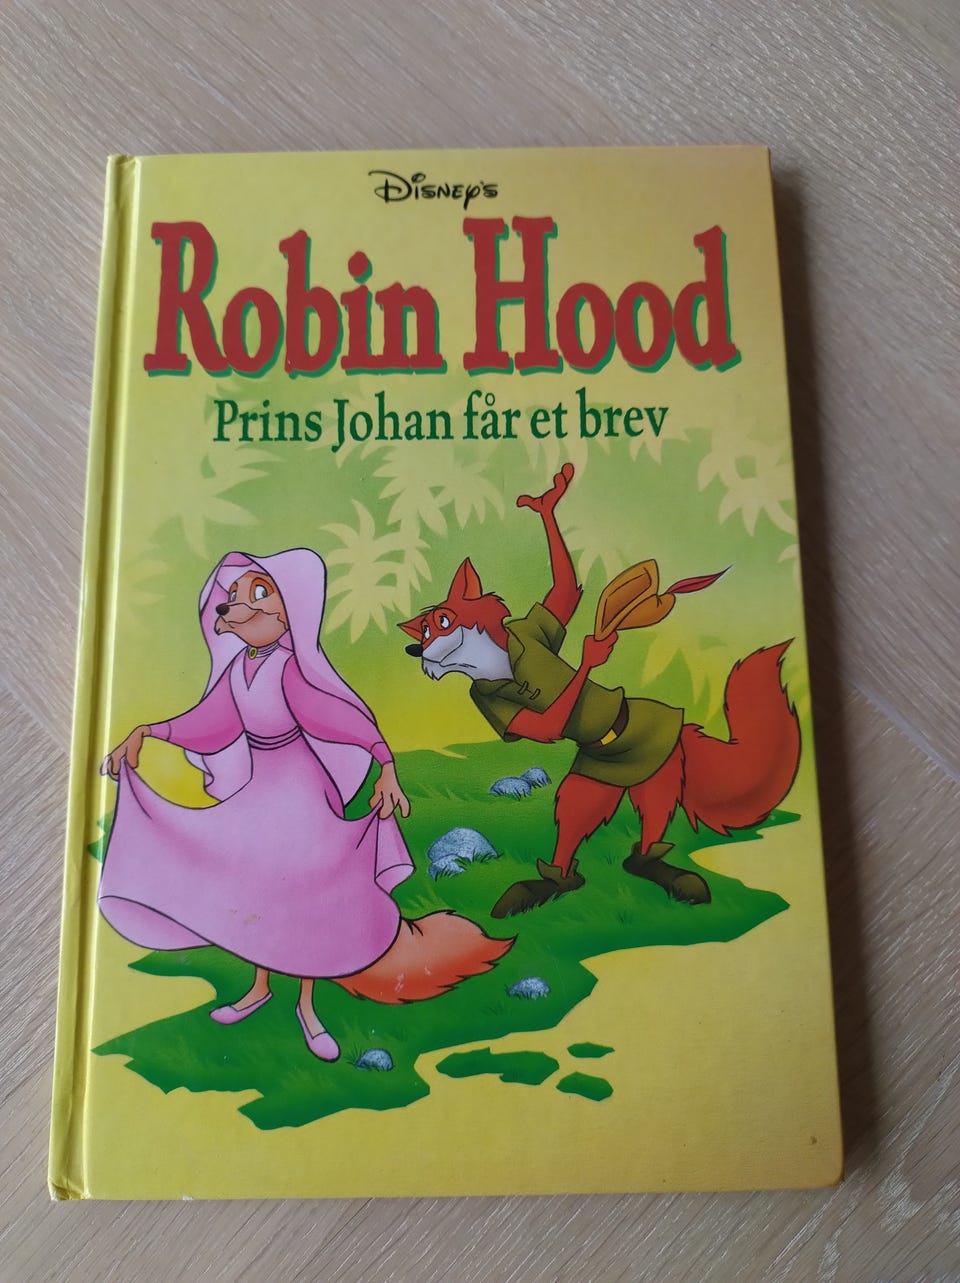 Disney's
Robin Hood
Prins Johan får et brev